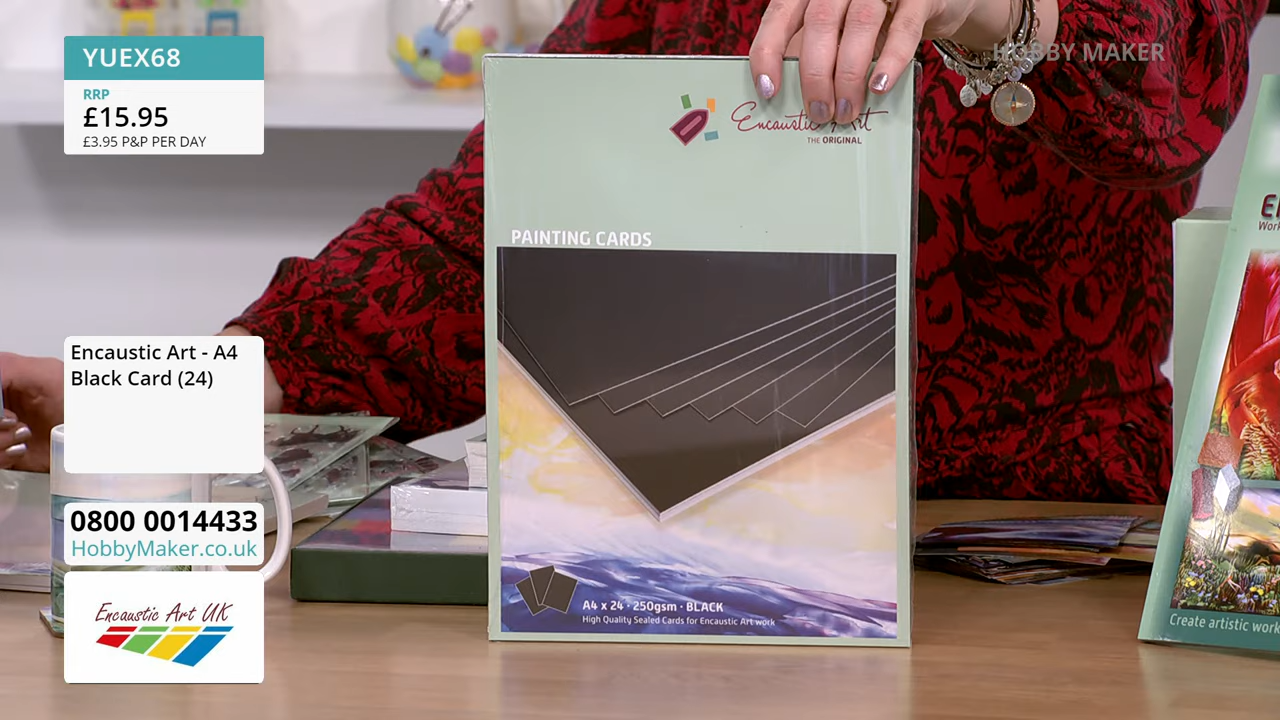 YUEX68
RRP
£15.95
£3.95 P&P PER DAY
HOBBY MAKER
Encaustic Art
THE ORIGINAL
PAINTING CARDS
Encaustic Art - A4
Black Card (24)
0800 0014433
HobbyMaker.co.uk
Encaustic Art UK
A4 x 24 · 250gsm · BLACK
High Quality Sealed Cards for Encaustic Art work
Create artistic work